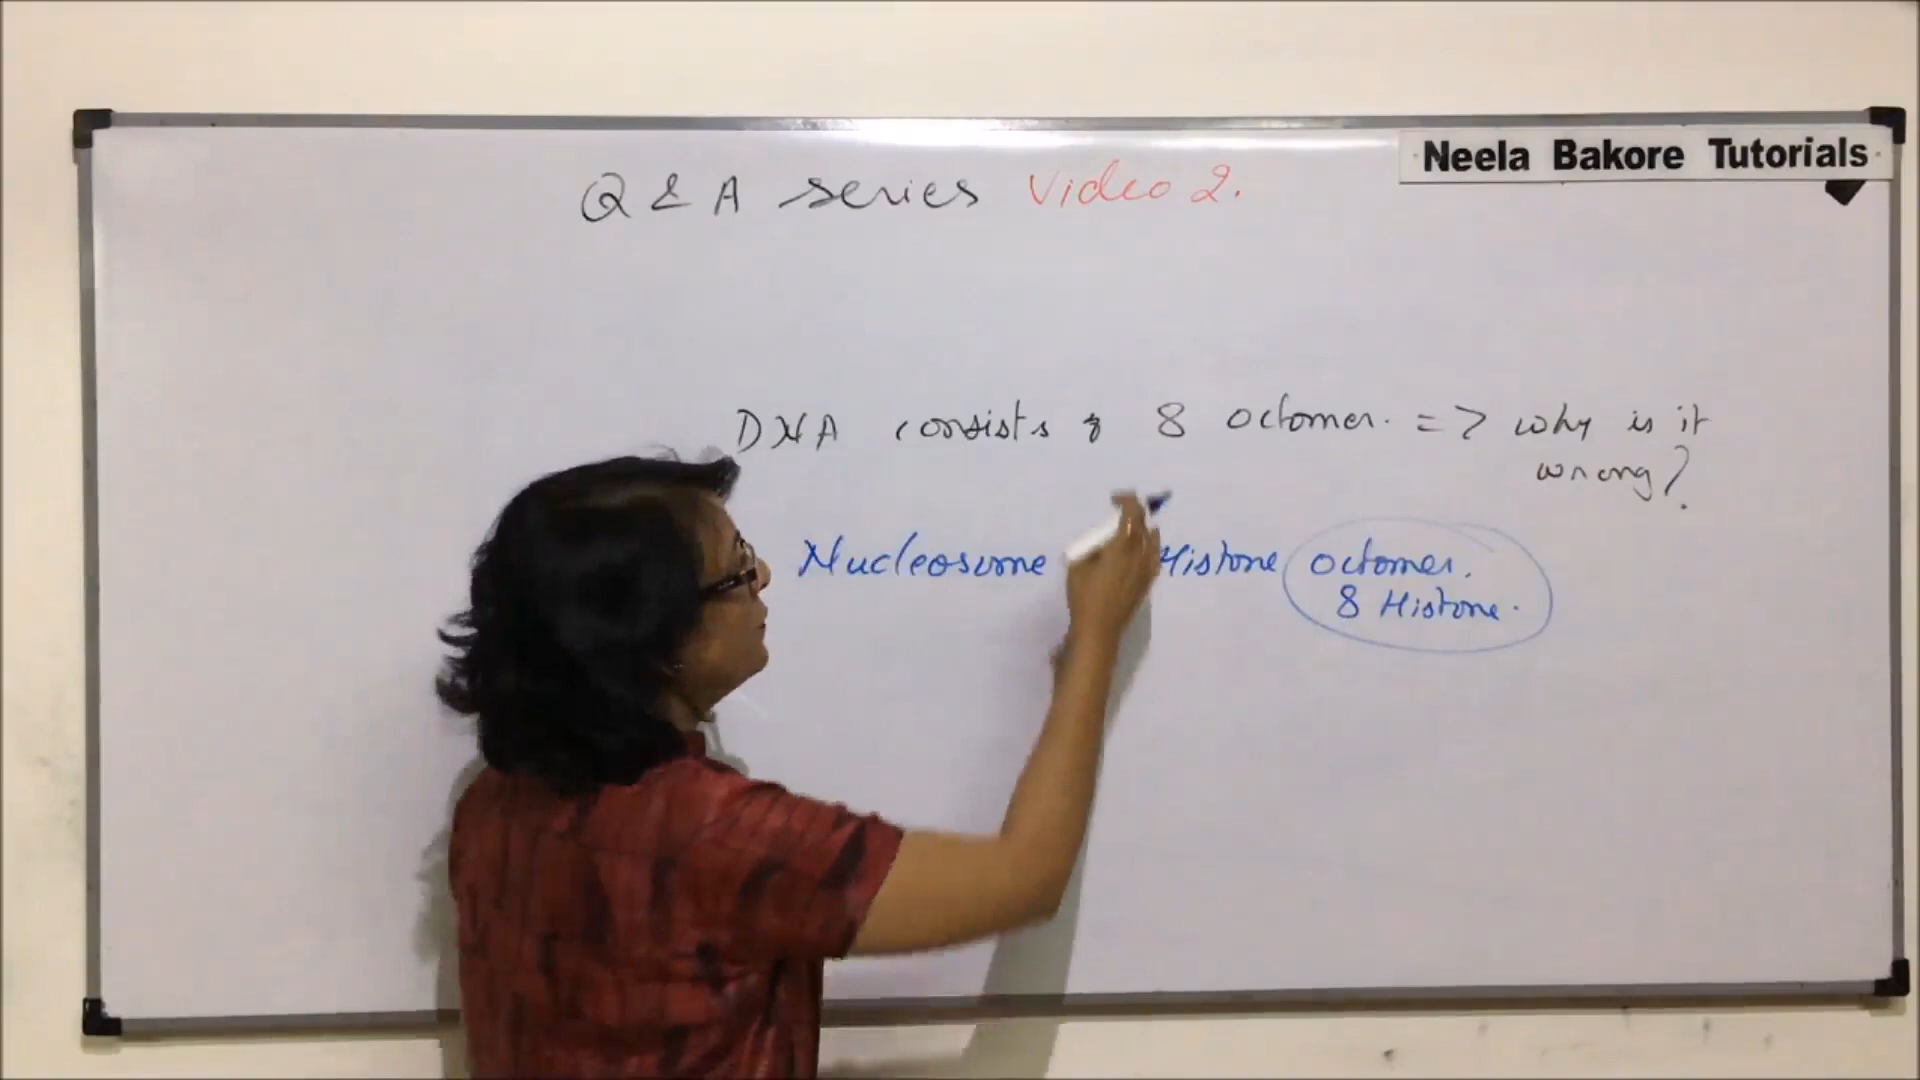 Neela Bakore Tutorials
Q & A series Video 2.
DNA consists of 8 octomer. => why is it
wrong?
Nucleosome Histone octomer.
8 Histone.